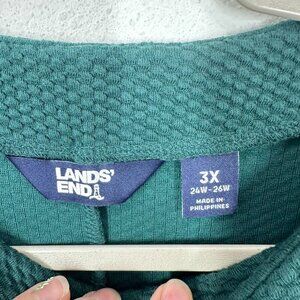 LANDS'
END
3X
24W-26W
MADE IN
PHILIPPINES